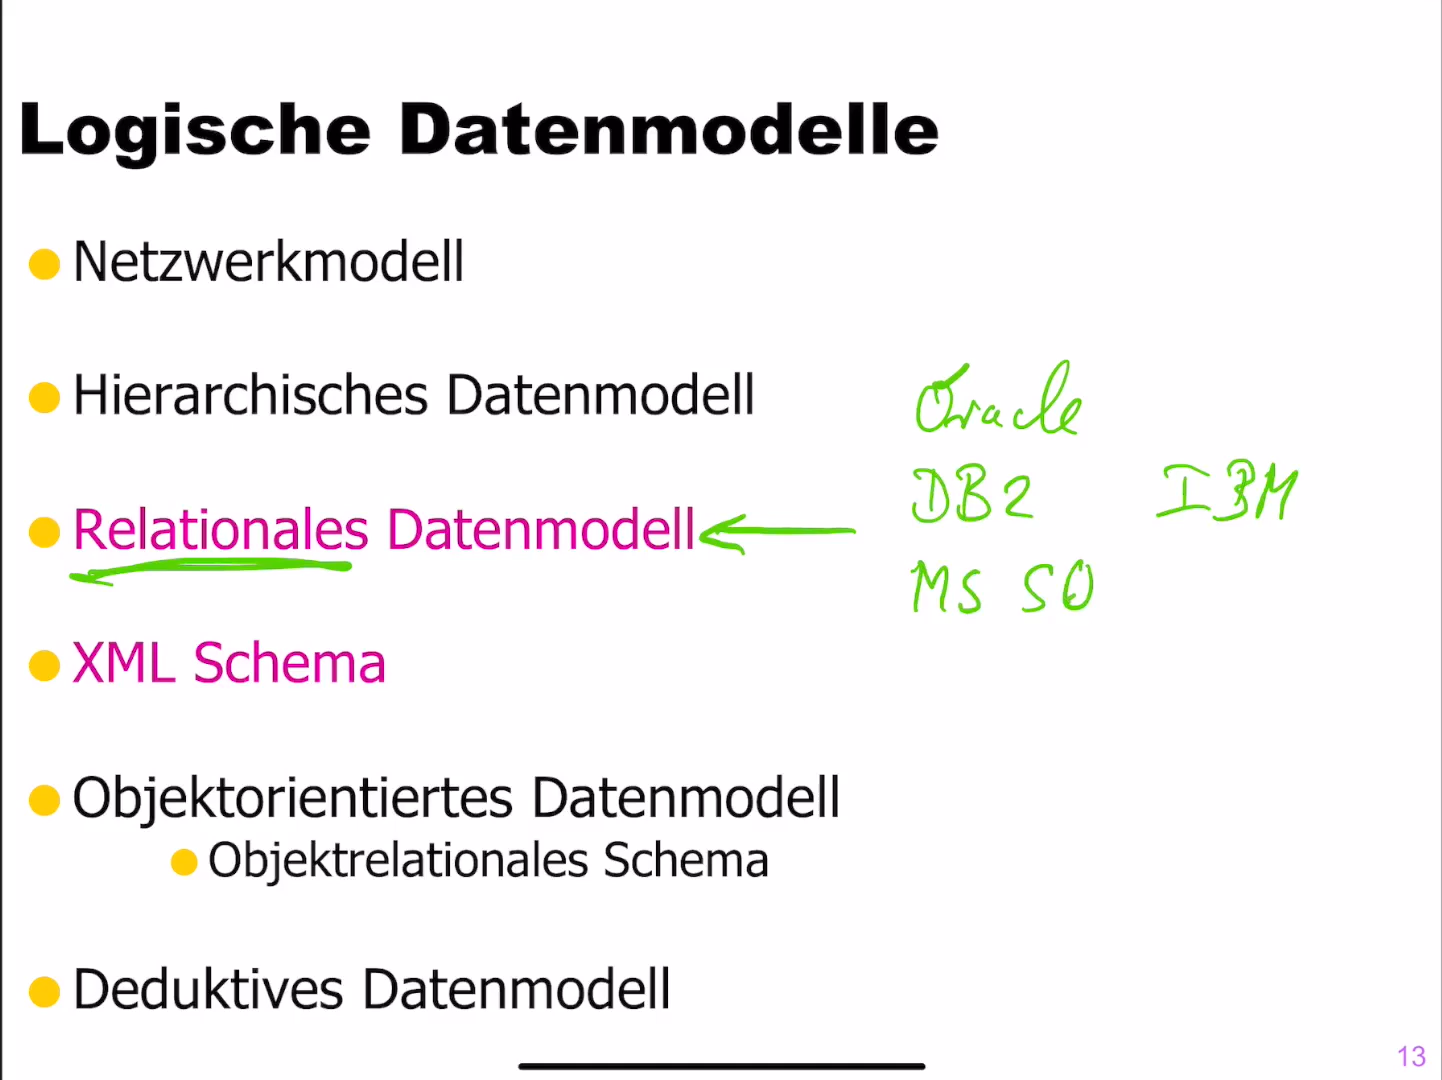 Logische Datenmodelle
Netzwerkmodell
Hierarchisches Datenmodell
Oracle
DB2 IBM
Relationales Datenmodell
MS SQ
XML Schema
Objektorientiertes Datenmodell
Objektrelationales Schema
Deduktives Datenmodell
13